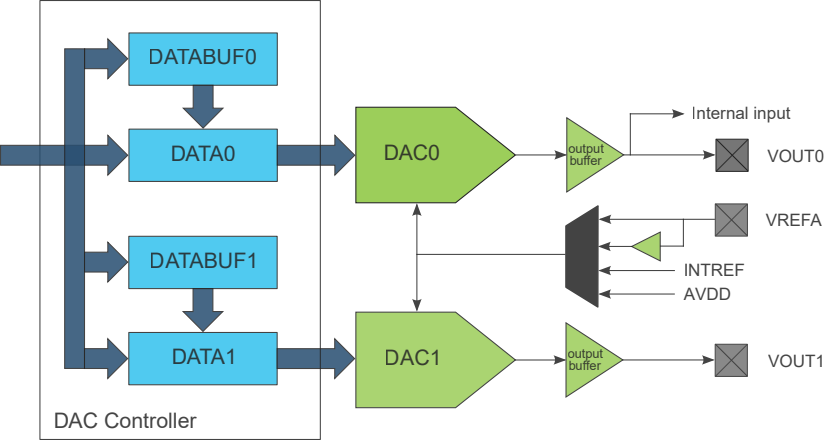 DATABUF0
DATA0
DAC0
output
buffer
Internal input
VOUT0
VREFA
INTREF
AVDD
DATABUF1
DATA1
DAC1
output
buffer
VOUT1
DAC Controller